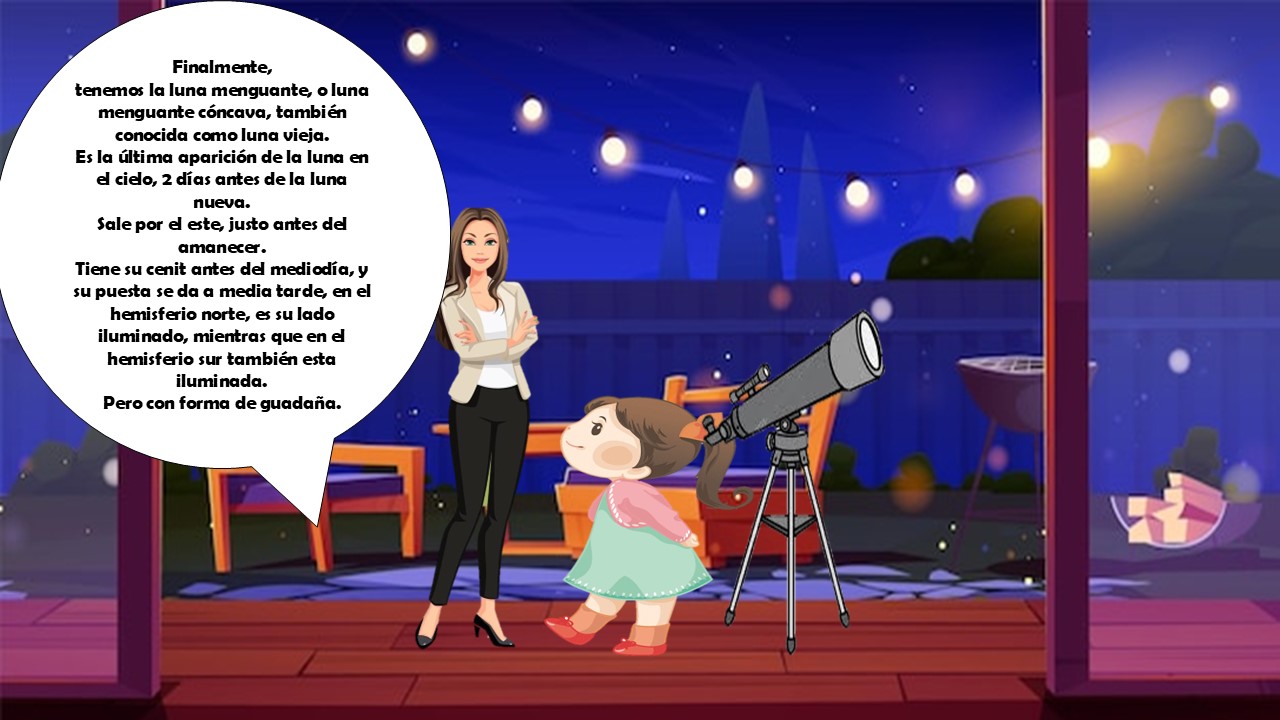 Finalmente,
tenemos la luna menguante, o luna
menguante cóncava, también
conocida como luna vieja.
Es la última aparición de la luna en
el cielo, 2 días antes de la luna
nueva.
Sale por el este, justo antes del
amanecer.
Tiene su cenit antes del mediodía, y
su puesta se da a media tarde, en el
hemisferio norte, es su lado
iluminado, mientras que en el
hemisferio sur también esta
iluminada.
Pero con forma de guadaña.